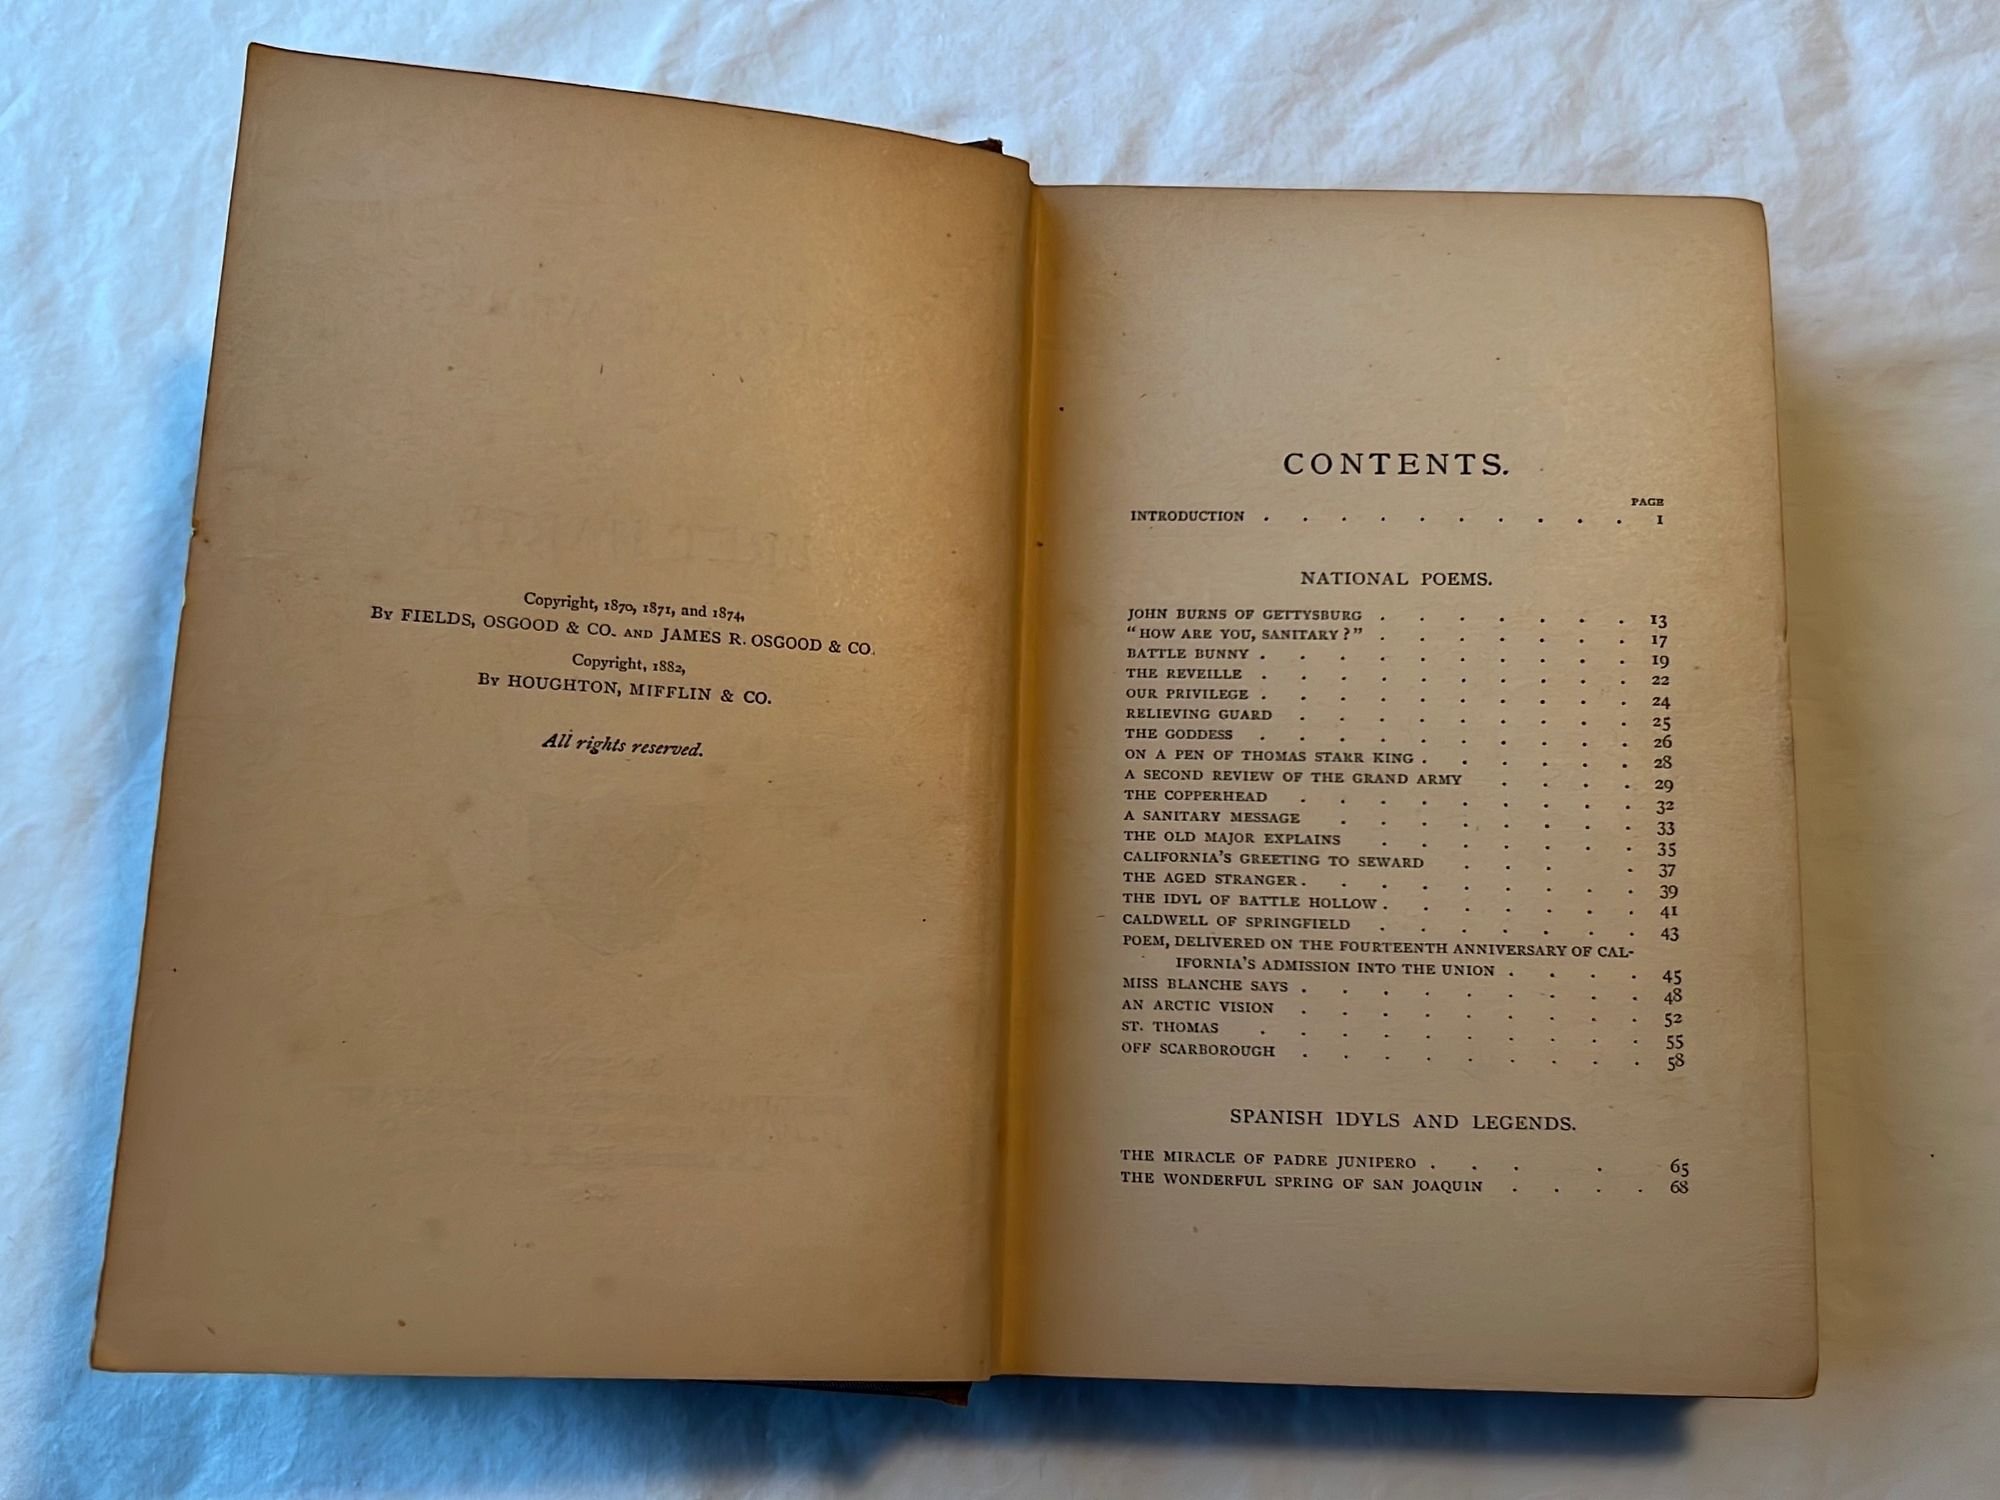 Copyright, 1870, 1871, and 1874,
By FIELDS, OSGOOD & CO. AND JAMES R. OSGOOD & CO.
Copyright, 1882,
By HOUGHTON, MIFFLIN & CO.
All rights reserved.
CONTENTS.
PAGE
INTRODUCTION . . . . . . . . . . 1
NATIONAL POEMS.
JOHN BURNS OF GETTYSBURG . . . . . . . 13
"HOW ARE YOU, SANITARY?" . . . . . . . 17
BATTLE BUNNY . . . . . . . . . . 19
THE REVEILLE . . . . . . . . . . 22
OUR PRIVILEGE . . . . . . . . . . 24
RELIEVING GUARD . . . . . . . . . 25
THE GODDESS . . . . . . . . . . 26
ON A PEN OF THOMAS STARR KING . . . . . . 28
A SECOND REVIEW OF THE GRAND ARMY . . . . 29
THE COPPERHEAD . . . . . . . . . 32
A SANITARY MESSAGE . . . . . . . . 33
THE OLD MAJOR EXPLAINS . . . . . . . 35
CALIFORNIA'S GREETING TO SEWARD . . . . 37
THE AGED STRANGER . . . . . . . . . 39
THE IDYL OF BATTLE HOLLOW . . . . . . . 41
CALDWELL OF SPRINGFIELD . . . . . . . 43
POEM, DELIVERED ON THE FOURTEENTH ANNIVERSARY OF CAL-
IFORNIA'S ADMISSION INTO THE UNION . . . . 45
MISS BLANCHE SAYS . . . . . . . . . 48
AN ARCTIC VISION . . . . . . . . . 52
ST. THOMAS . . . . . . . . . . 55
OFF SCARBOROUGH . . . . . . . . . 58
SPANISH IDYLS AND LEGENDS.
THE MIRACLE OF PADRE JUNIPERO . . . . 65
THE WONDERFUL SPRING OF SAN JOAQUIN . . . . 68